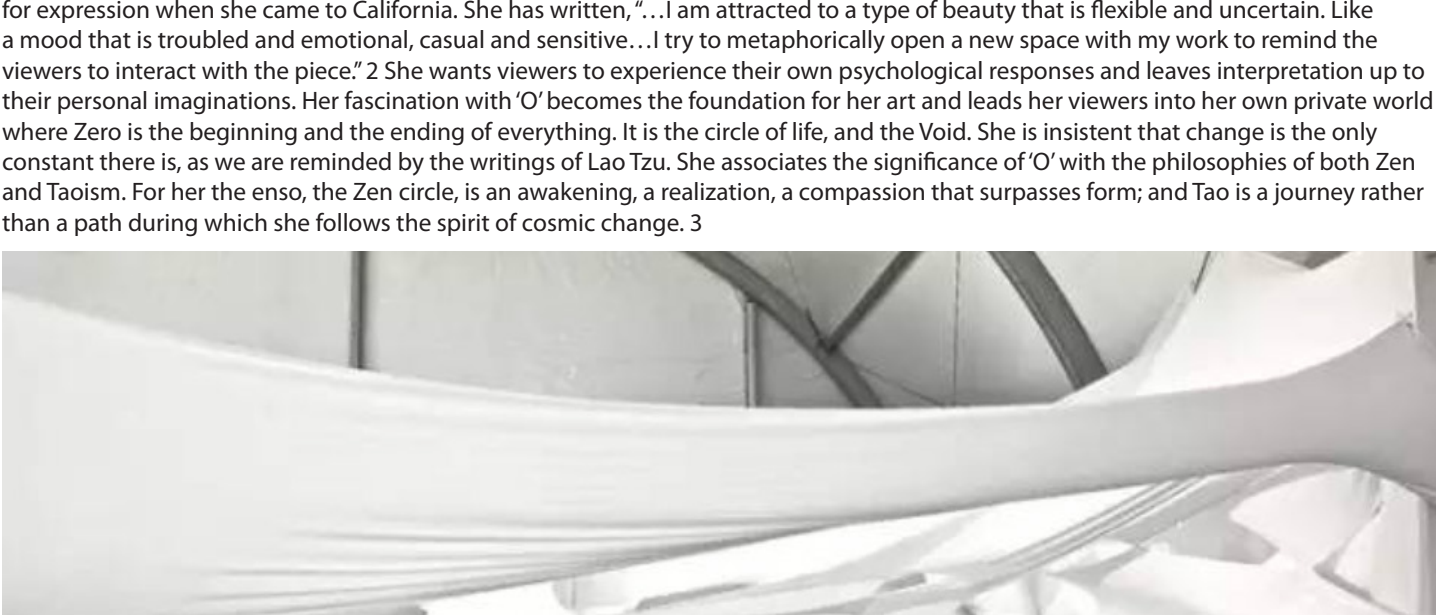 for expression when she came to California. She has written, “…I am attracted to a type of beauty that is flexible and uncertain. Like
a mood that is troubled and emotional, casual and sensitive…I try to metaphorically open a new space with my work to remind the
viewers to interact with the piece.” 2 She wants viewers to experience their own psychological responses and leaves interpretation up to
their personal imaginations. Her fascination with ‘O’ becomes the foundation for her art and leads her viewers into her own private world
where Zero is the beginning and the ending of everything. It is the circle of life, and the Void. She is insistent that change is the only
constant there is, as we are reminded by the writings of Lao Tzu. She associates the significance of ‘O’ with the philosophies of both Zen
and Taoism. For her the enso, the Zen circle, is an awakening, a realization, a compassion that surpasses form; and Tao is a journey rather
than a path during which she follows the spirit of cosmic change. 3